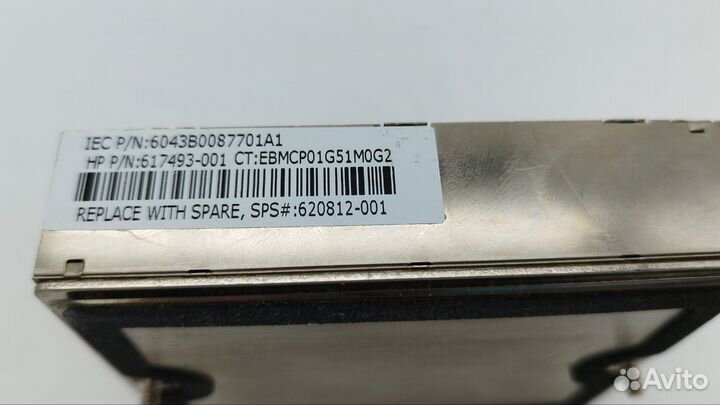 IEC P/N:6043B0087701A1
HP P/N:617493-001 CT:EBMCP01G51M0G2
REPLACE WITH SPARE, SPS#:620812-001
Avito